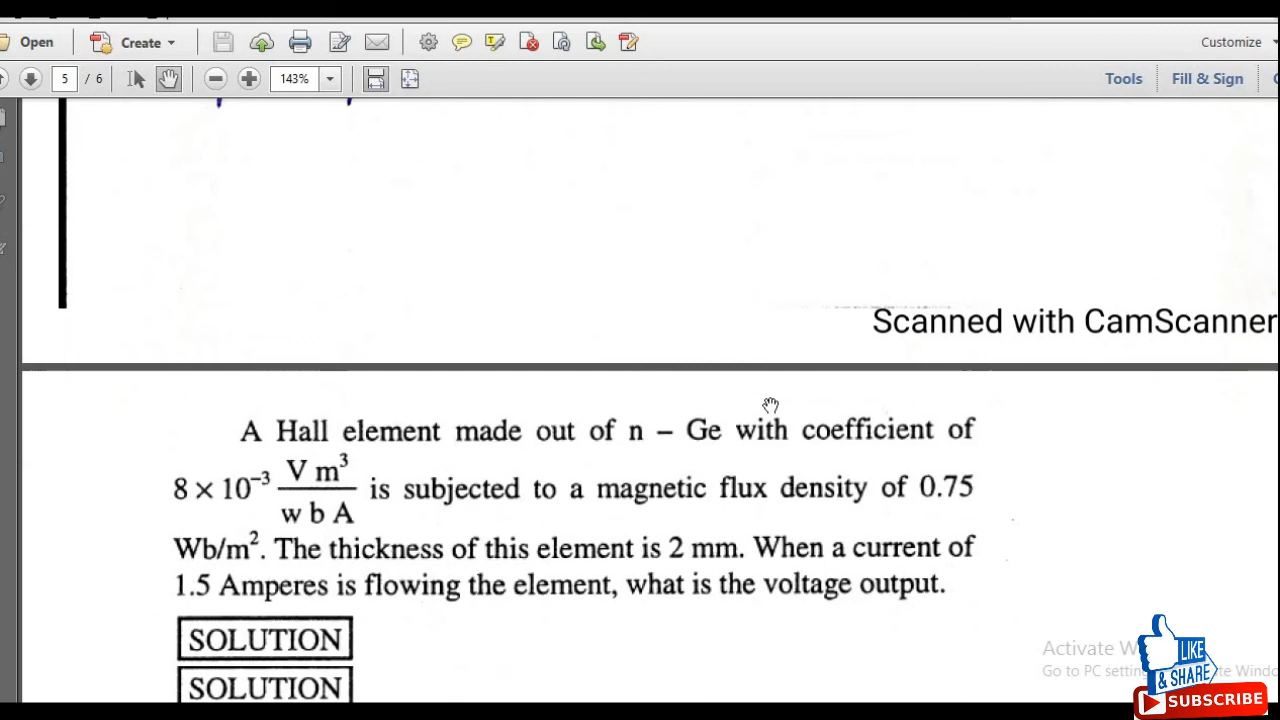 Open Create Customize
5 / 6 143% Tools Fill & Sign
Scanned with CamScanner
A Hall element made out of n – Ge with coefficient of
8 × 10⁻³ V m³ / w b A is subjected to a magnetic flux density of 0.75
Wb/m². The thickness of this element is 2 mm. When a current of
1.5 Amperes is flowing the element, what is the voltage output.
SOLUTION
SOLUTION
Activate W
Go to PC setting
LIKE
& SHARE
SUBSCRIBE